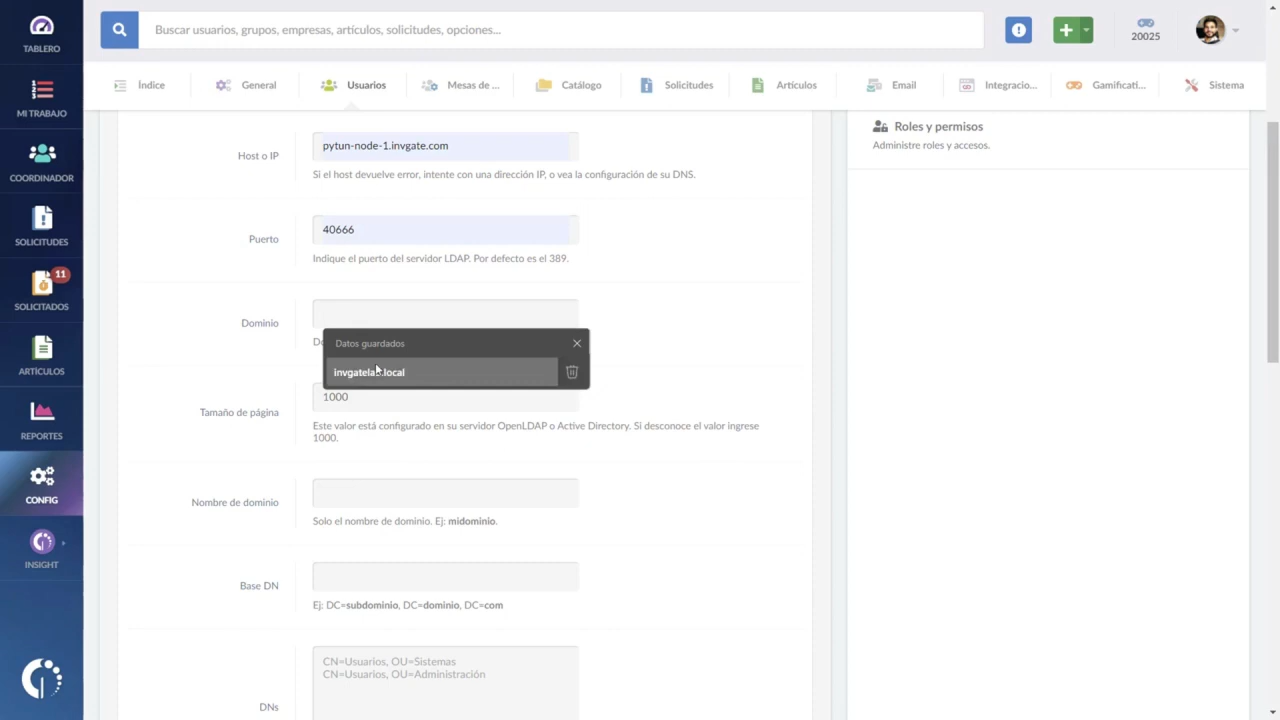 Buscar usuarios, grupos, empresas, artículos, solicitudes, opciones...
20025
TABLERO
MI TRABAJO
COORDINADOR
SOLICITUDES
11
SOLICITADOS
ARTÍCULOS
REPORTES
CONFIG
INSIGHT
Índice
General
Usuarios
Mesas de ...
Catálogo
Solicitudes
Artículos
Email
Integracio...
Gamificati...
Sistema
Host o IP
pytun-node-1.invgate.com
Si el host devuelve error, intente con una dirección IP, o vea la configuración de su DNS.
Puerto
40666
Indique el puerto del servidor LDAP. Por defecto es el 389.
Dominio
Datos guardados
Tamaño de página
1000
Este valor está configurado en su servidor OpenLDAP o Active Directory. Si desconoce el valor ingrese
1000.
Nombre de dominio
Solo el nombre de dominio. Ej: midominio.
Base DN
Ej: DC=subdominio, DC=dominio, DC=com
DNs
CN=Usuarios, OU=Sistemas
CN=Usuarios, OU=Administración
Roles y permisos
Administre roles y accesos.